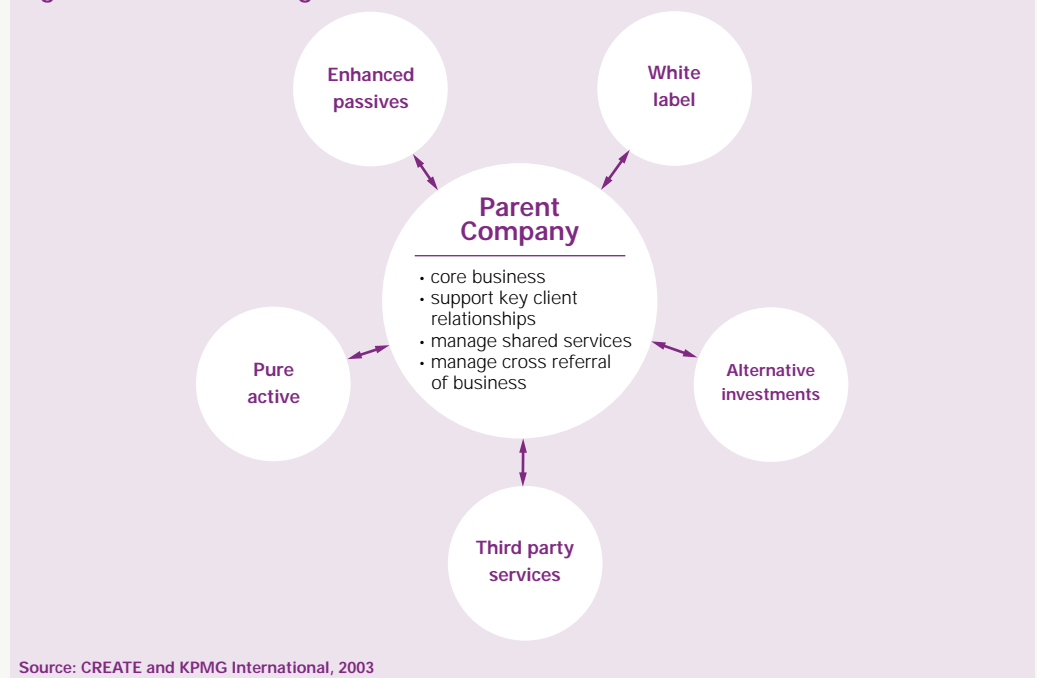 Enhanced
passives
White
label
Parent
Company
• core business
• support key client
relationships
• manage shared services
• manage cross referral
of business
Pure
active
Alternative
investments
Third party
services
Source: CREATE and KPMG International, 2003